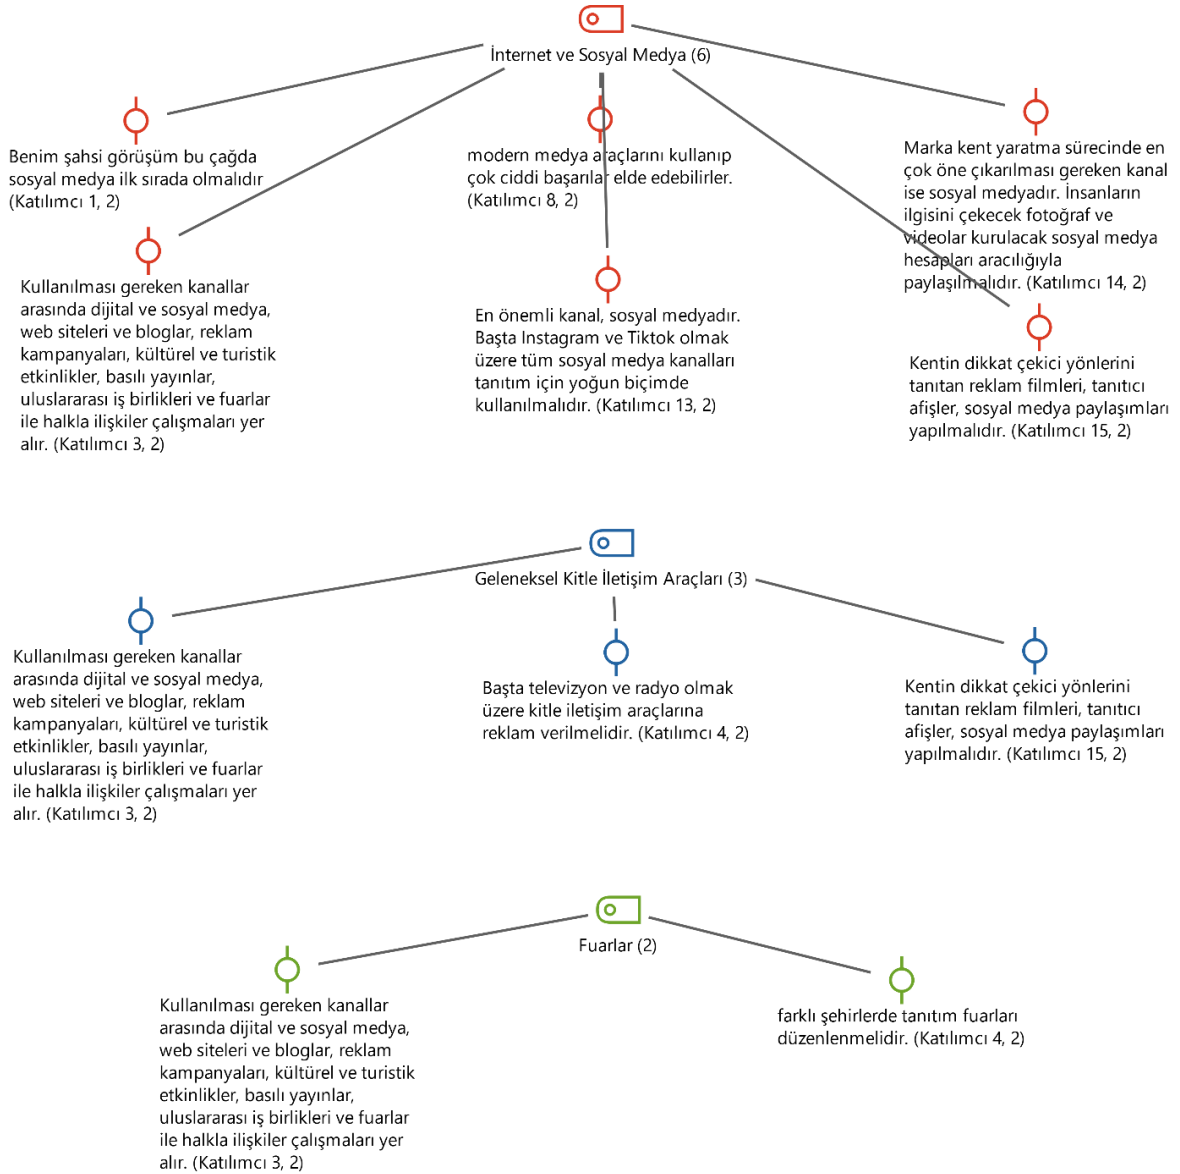 İnternet ve Sosyal Medya (6)
Benim şahsi görüşüm bu çağda
sosyal medya ilk sırada olmalıdır
(Katılımcı 1, 2)
modern medya araçlarını kullanıp
çok ciddi başarılar elde edebilirler.
(Katılımcı 8, 2)
Marka kent yaratma sürecinde en
çok öne çıkarılması gereken kanal
ise sosyal medyadır. İnsanların
ilgisini çekecek fotoğraf ve
videolar kurulacak sosyal medya
hesapları aracılığıyla
paylaşılmalıdır. (Katılımcı 14, 2)
Kullanılması gereken kanallar
arasında dijital ve sosyal medya,
web siteleri ve bloglar, reklam
kampanyaları, kültürel ve turistik
etkinlikler, basılı yayınlar,
uluslararası iş birlikleri ve fuarlar
ile halkla ilişkiler çalışmaları yer
alır. (Katılımcı 3, 2)
En önemli kanal, sosyal medyadır.
Başta Instagram ve Tiktok olmak
üzere tüm sosyal medya kanalları
tanıtım için yoğun biçimde
kullanılmalıdır. (Katılımcı 13, 2)
Kentin dikkat çekici yönlerini
tanıtan reklam filmleri, tanıtıcı
afişler, sosyal medya paylaşımları
yapılmalıdır. (Katılımcı 15, 2)
Geleneksel Kitle İletişim Araçları (3)
Kullanılması gereken kanallar
arasında dijital ve sosyal medya,
web siteleri ve bloglar, reklam
kampanyaları, kültürel ve turistik
etkinlikler, basılı yayınlar,
uluslararası iş birlikleri ve fuarlar
ile halkla ilişkiler çalışmaları yer
alır. (Katılımcı 3, 2)
Başta televizyon ve radyo olmak
üzere kitle iletişim araçlarına
reklam verilmelidir. (Katılımcı 4, 2)
Kentin dikkat çekici yönlerini
tanıtan reklam filmleri, tanıtıcı
afişler, sosyal medya paylaşımları
yapılmalıdır. (Katılımcı 15, 2)
Fuarlar (2)
Kullanılması gereken kanallar
arasında dijital ve sosyal medya,
web siteleri ve bloglar, reklam
kampanyaları, kültürel ve turistik
etkinlikler, basılı yayınlar,
uluslararası iş birlikleri ve fuarlar
ile halkla ilişkiler çalışmaları yer
alır. (Katılımcı 3, 2)
farklı şehirlerde tanıtım fuarları
düzenlenmelidir. (Katılımcı 4, 2)